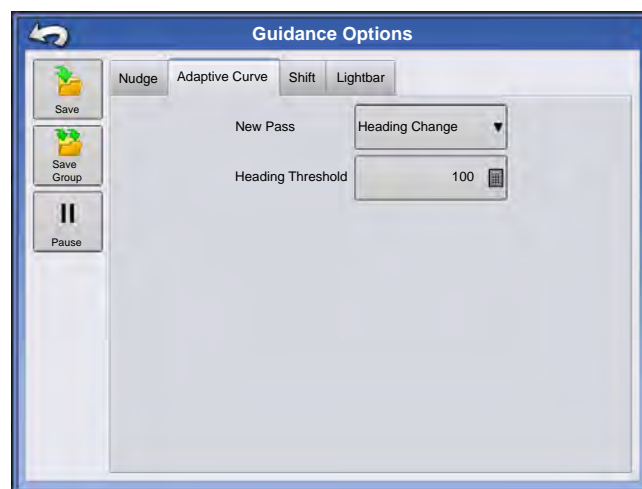 Guidance Options
Save
Save
Group
Pause
Nudge
Adaptive Curve
Shift
Lightbar
New Pass
Heading Change
Heading Threshold
100